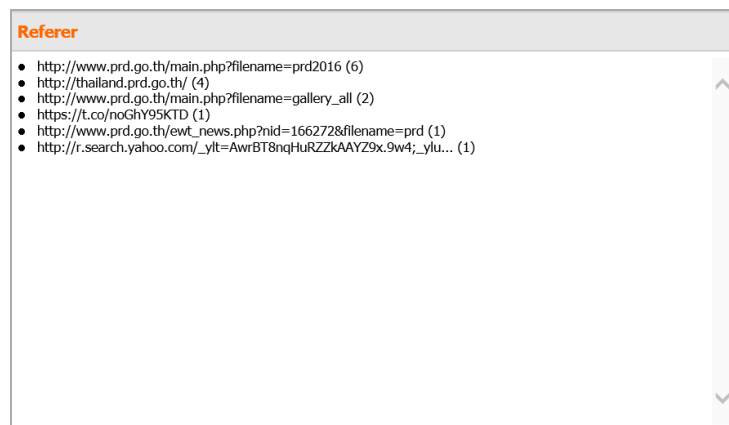 Referer
http://www.prd.go.th/main.php?filename=prd2016 (6)
http://thailand.prd.go.th/ (4)
http://www.prd.go.th/main.php?filename=gallery_all (2)
https://t.co/noGhY95KTD (1)
http://www.prd.go.th/ewt_news.php?nid=166272&filename=prd (1)
http://r.search.yahoo.com/_ylt=AwrBT8nqHuRZZkAAYZ9x.9w4;_ylu... (1)